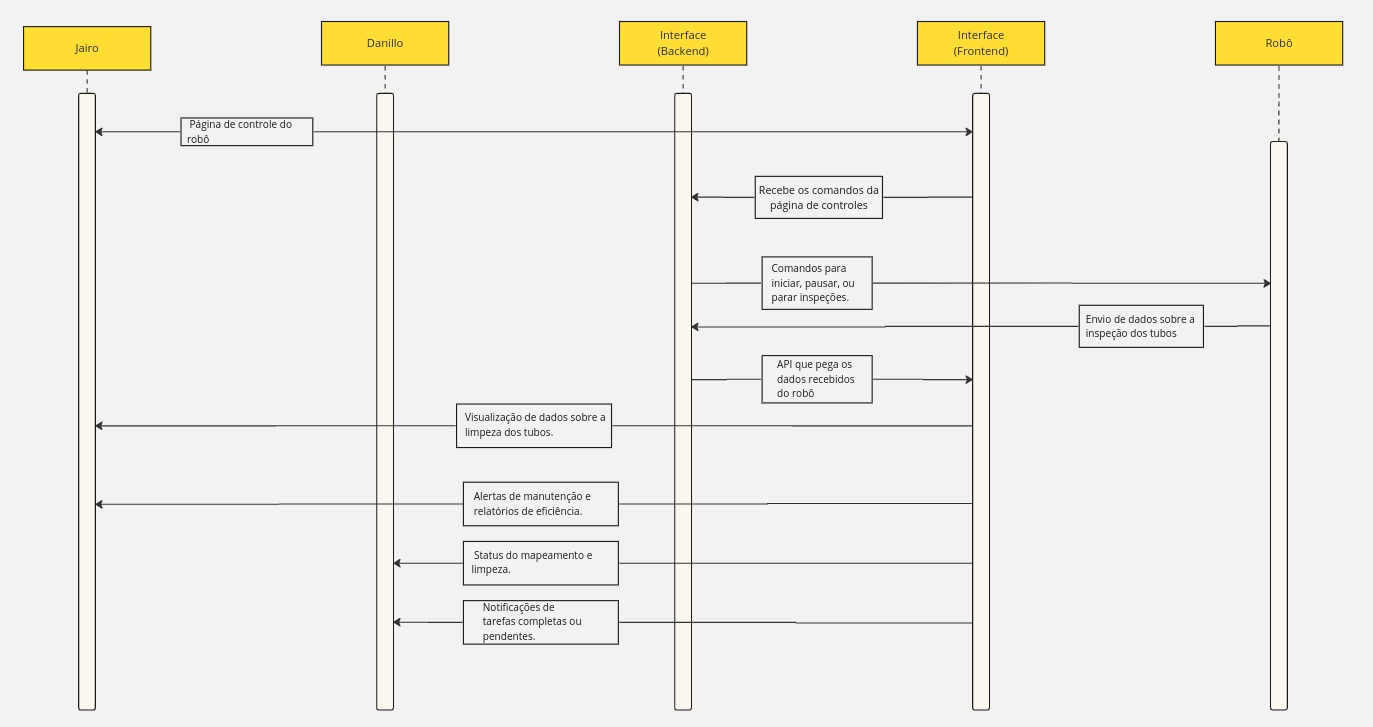 Jairo
Danillo
Interface
(Backend)
Interface
(Frontend)
Robô
Página de controle do
robô
Recebe os comandos da
página de controles
Comandos para
iniciar, pausar, ou
parar inspeções.
Envio de dados sobre a
inspeção dos tubos
API que pega os
dados recebidos
do robô
Visualização de dados sobre a
limpeza dos tubos.
Alertas de manutenção e
relatórios de eficiência.
Status do mapeamento e
limpeza.
Notificações de
tarefas completas ou
pendentes.